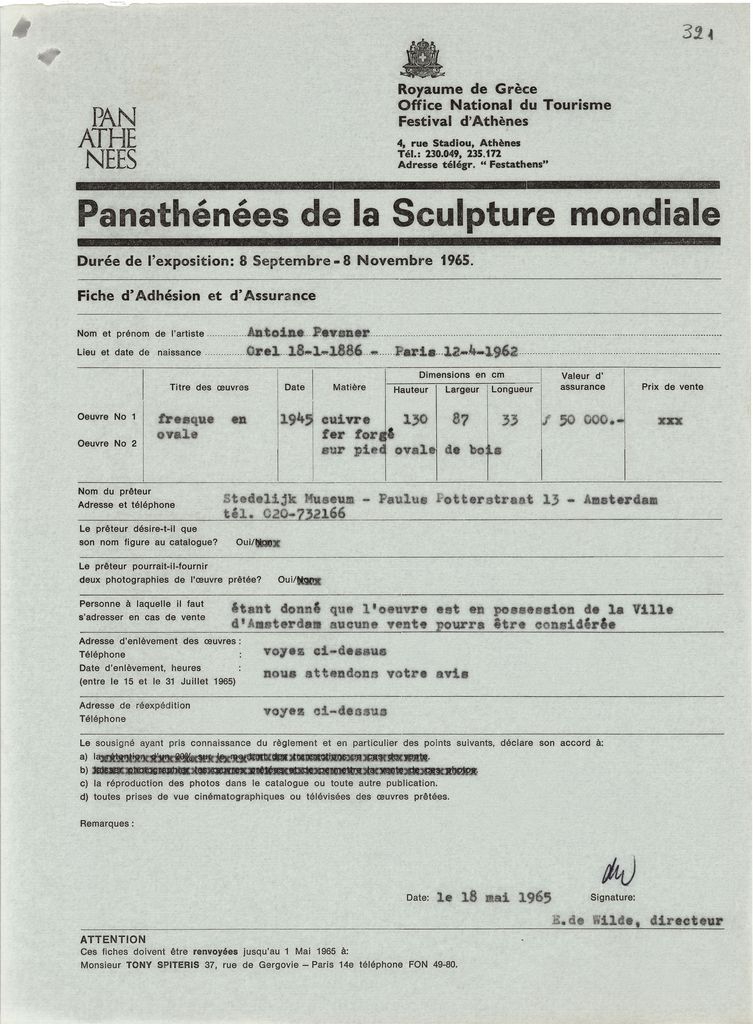 321
Royaume de Grèce
Office National du Tourisme
Festival d'Athènes
4, rue Stadiou, Athènes
Tél.: 230.049, 235.172
Adresse télégr. " Festathens"
PAN
ATHE
NEES
Panathénées de la Sculpture mondiale
Durée de l'exposition: 8 Septembre - 8 Novembre 1965.
Fiche d'Adhésion et d'Assurance
Nom et prénom de l'artiste Antoine Pevsner
Lieu et date de naissance Orel 18-1-1886 - Paris 12-4-1962
Titre des œuvres Date Matière Dimensions en cm Hauteur Largeur Longueur Valeur d'assurance Prix de vente
Oeuvre No 1 fresque en 1945 cuivre 130 87 33 ƒ 50 000.- xxx
ovale fer forgé
Oeuvre No 2 sur pied ovale de bois
Nom du prêteur
Adresse et téléphone Stedelijk Museum - Paulus Potterstraat 13 - Amsterdam
tél. 020-732166
Le prêteur désire-t-il que
son nom figure au catalogue? Oui/Non
Le prêteur pourrait-il-fournir
deux photographies de l'œuvre prêtée? Oui/Non
Personne à laquelle il faut étant donné que l'oeuvre est en possession de la Ville
s'adresser en cas de vente d'Amsterdam aucune vente pourra être considérée
Adresse d'enlèvement des œuvres :
Téléphone : voyez ci-dessus
Date d'enlèvement, heures :
(entre le 15 et le 31 Juillet 1965) nous attendons votre avis
Adresse de réexpédition
Téléphone voyez ci-dessus
Le sousigné ayant pris connaissance du règlement et en particulier des points suivants, déclare son accord à:
a) la
b)
c) la réproduction des photos dans le catalogue ou toute autre publication.
d) toutes prises de vue cinématographiques ou télévisées des œuvres prêtées.
Remarques :
Date: le 18 mai 1965 Signature:
E.de Wilde, directeur
ATTENTION
Ces fiches doivent être renvoyées jusqu'au 1 Mai 1965 à:
Monsieur TONY SPITERIS 37, rue de Gergovie – Paris 14e téléphone FON 49-80.